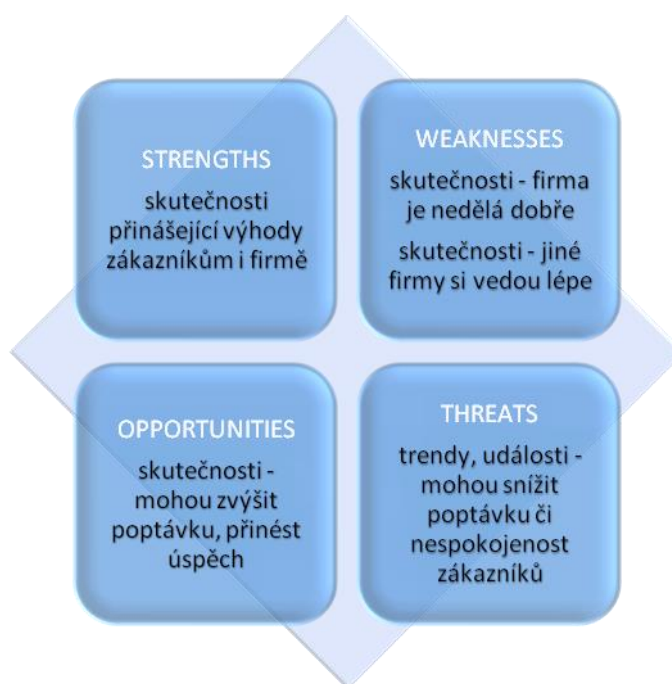 STRENGTHS
skutečnosti
přinášející výhody
zákazníkům i firmě
WEAKNESSES
skutečnosti - firma
je nedělá dobře
skutečnosti - jiné
firmy si vedou lépe
OPPORTUNITIES
skutečnosti -
mohou zvýšit
poptávku, přinést
úspěch
THREATS
trendy, události -
mohou snížit
poptávku či
nespokojenost
zákazníků